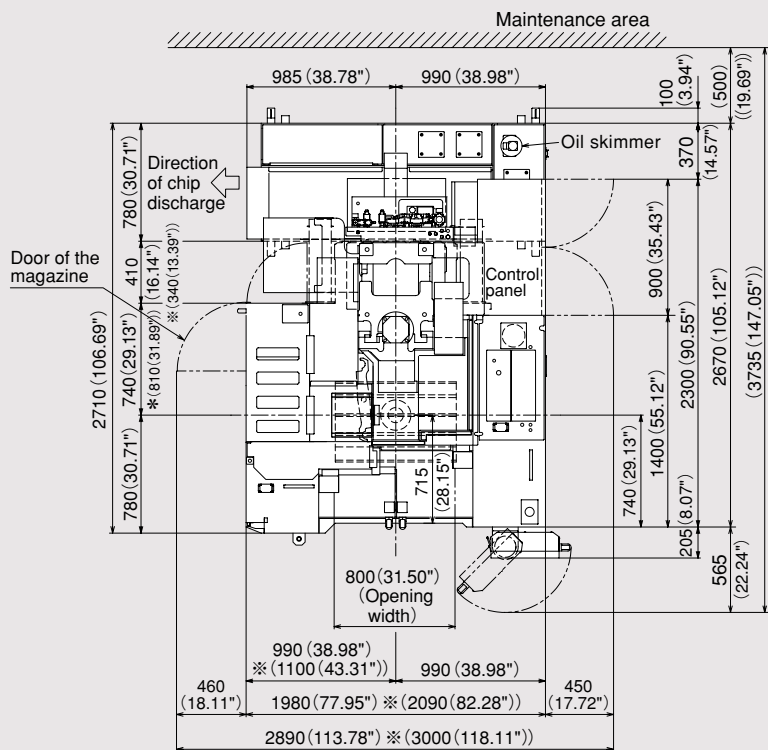 Maintenance area
985 (38.78")
990 (38.98")
100
(3.94")
(500)
((19.69"))
Oil skimmer
370
(14.57")
Direction
of chip
discharge
780 (30.71")
Door of the
magazine
410
(16.14")
※(340 (13.39"))
Control
panel
900 (35.43")
2710 (106.69")
740 (29.13")
*(810 (31.89"))
780 (30.71")
2300 (90.55")
2670 (105.12")
(3735 (147.05"))
1400 (55.12")
740 (29.13")
715
(28.15")
205 (8.07")
565
(22.24")
800 (31.50")
(Opening
width)
990 (38.98")
※(1100 (43.31"))
990 (38.98")
460
(18.11")
1980 (77.95") ※(2090 (82.28"))
450
(17.72")
2890 (113.78") ※(3000 (118.11"))